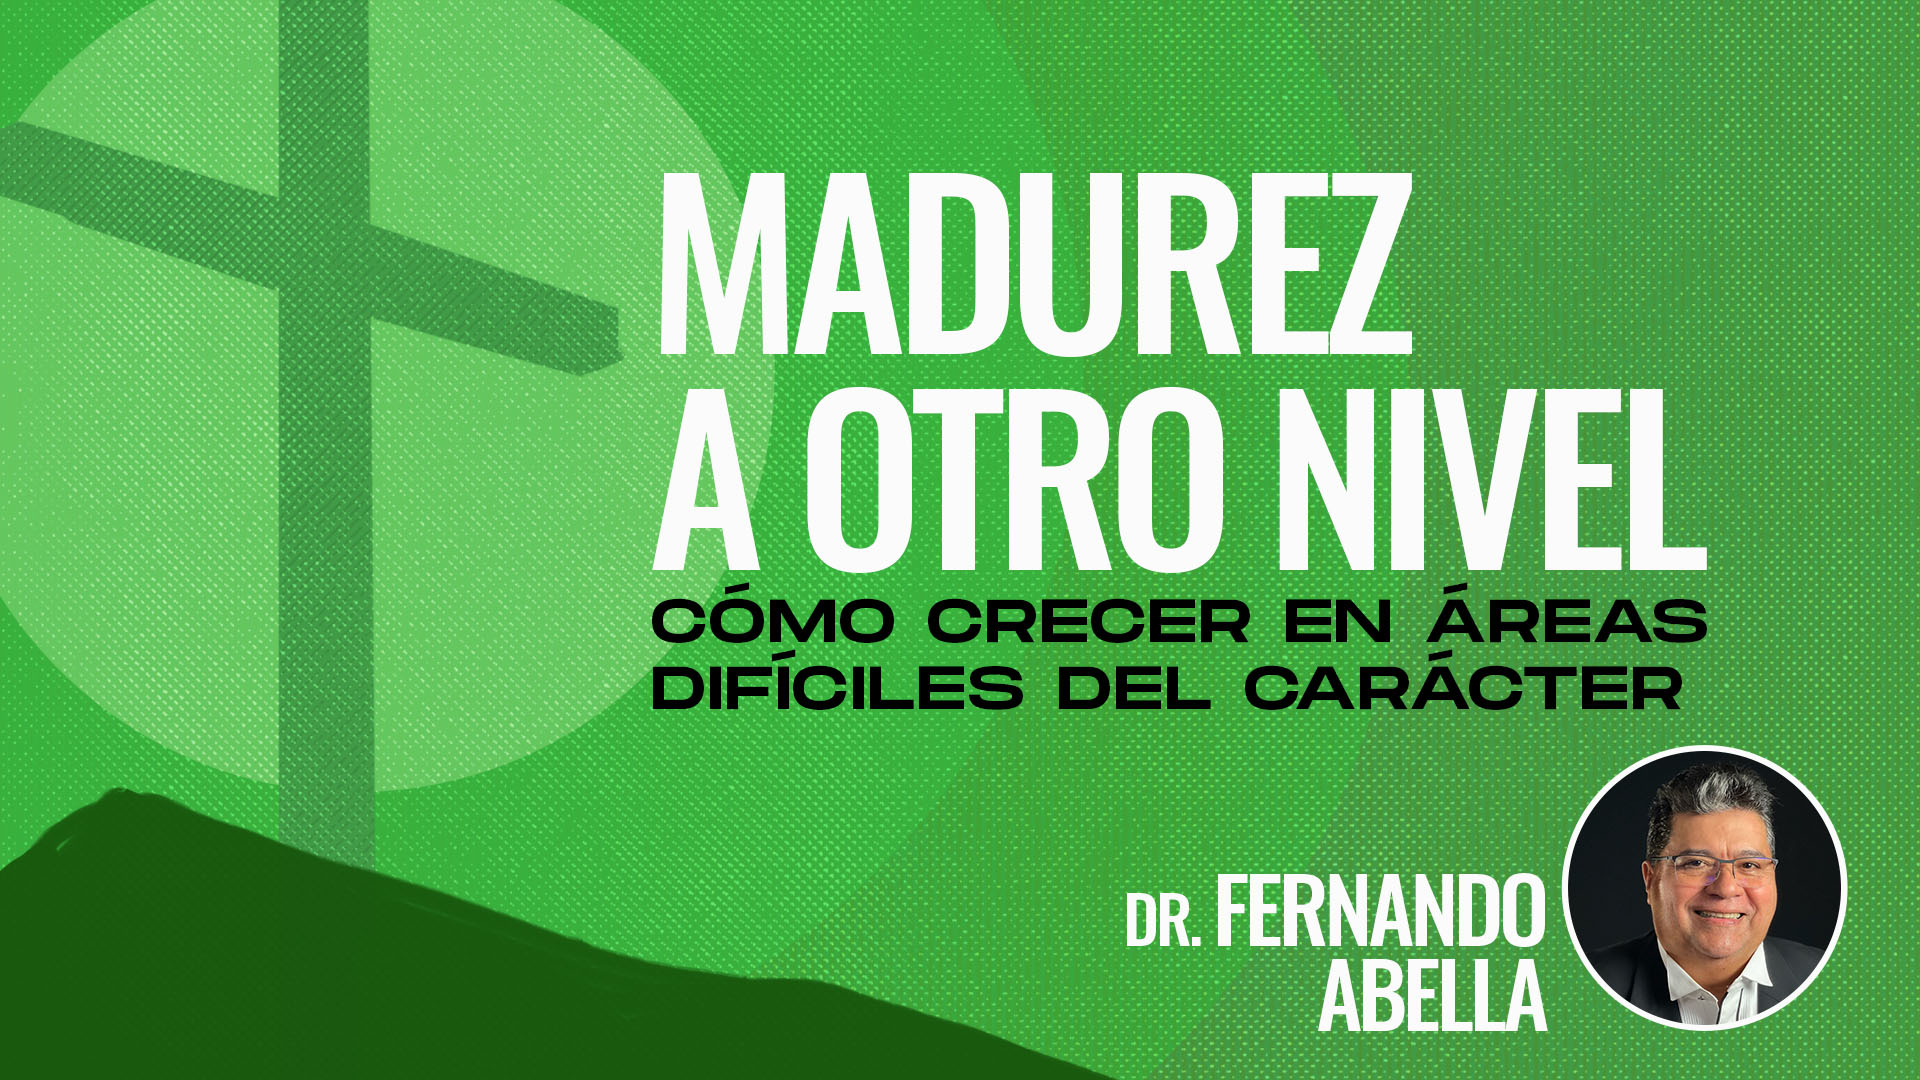 MADUREZ
A OTRO NIVEL
CÓMO CRECER EN ÁREAS
DIFÍCILES DEL CARÁCTER
DR. FERNANDO
ABELLA